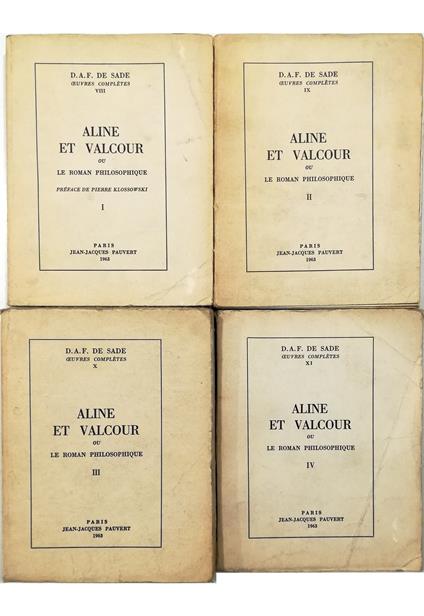 D.A.F. DE SADE
ŒUVRES COMPLÈTES
VIII
ALINE
ET VALCOUR
OU
LE ROMAN PHILOSOPHIQUE
PRÉFACE DE PIERRE KLOSSOWSKI
I
PARIS
JEAN-JACQUES PAUVERT
1963
D.A.F. DE SADE
ŒUVRES COMPLÈTES
IX
ALINE
ET VALCOUR
OU
LE ROMAN PHILOSOPHIQUE
II
PARIS
JEAN-JACQUES PAUVERT
1963
D.A.F. DE SADE
ŒUVRES COMPLÈTES
X
ALINE
ET VALCOUR
OU
LE ROMAN PHILOSOPHIQUE
III
PARIS
JEAN-JACQUES PAUVERT
1963
D.A.F. DE SADE
ŒUVRES COMPLÈTES
XI
ALINE
ET VALCOUR
OU
LE ROMAN PHILOSOPHIQUE
IV
PARIS
JEAN-JACQUES PAUVERT
1963